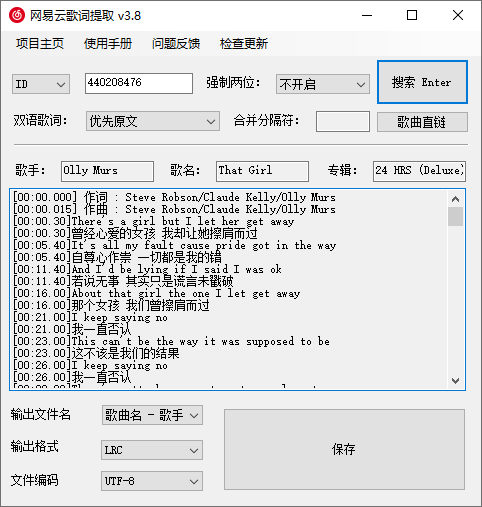 网易云歌词提取 v3.8
项目主页 使用手册 问题反馈 检查更新
ID 440208476 强制两位： 不开启 搜索 Enter
双语歌词： 优先原文 合并分隔符： 歌曲直链
歌手： Olly Murs 歌名： That Girl 专辑： 24 HRS (Deluxe)
[00:00.000] 作词 : Steve Robson/Claude Kelly/Olly Murs
[00:00.015] 作曲 : Steve Robson/Claude Kelly/Olly Murs
[00:00.30]There's a girl but I let her get away
[00:00.30]曾经心爱的女孩 我却让她擦肩而过
[00:05.40]It's all my fault cause pride got in the way
[00:05.40]自尊心作祟 一切都是我的错
[00:11.40]And I'd be lying if I said I was ok
[00:11.40]若说无事 其实只是谎言未戳破
[00:16.00]About that girl the one I let get away
[00:16.00]那个女孩 我们曾擦肩而过
[00:21.00]I keep saying no
[00:21.00]我一直否认
[00:23.00]This can't be the way it was supposed to be
[00:23.00]这不该是我们的结果
[00:26.00]I keep saying no
[00:26.00]我一直否认
输出文件名 歌曲名 - 歌手
输出格式 LRC
文件编码 UTF-8
保存